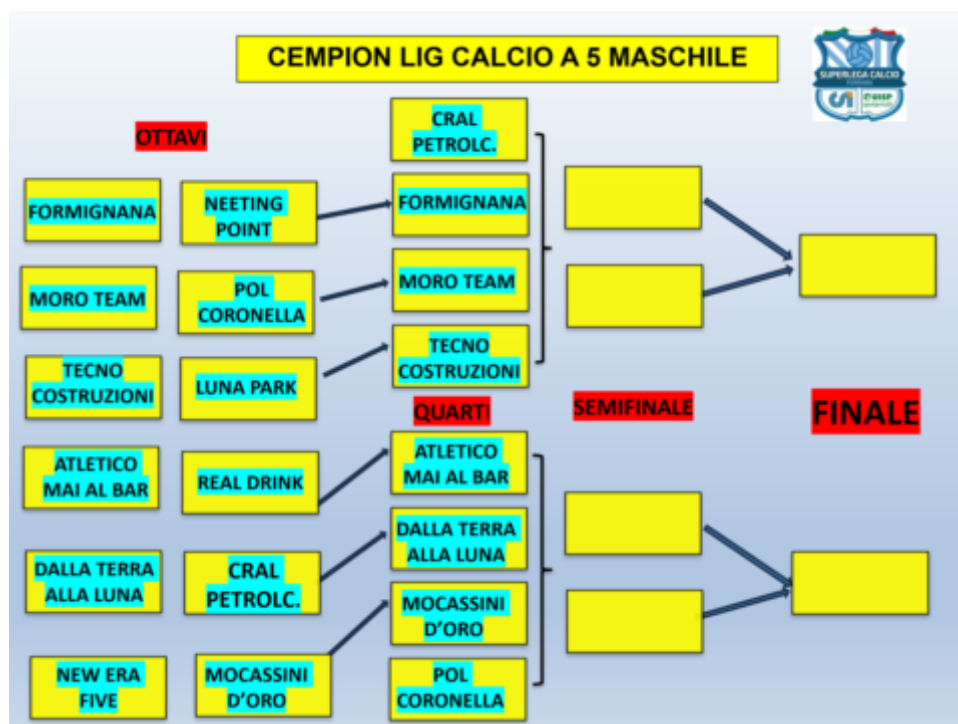 CEMPION LIG CALCIO A 5 MASCHILE
SUPERLEGA CALCIO
CSI
UISP
OTTAVI
FORMIGNANA
NEETING
POINT
MORO TEAM
POL
CORONELLA
TECNO
COSTRUZIONI
LUNA PARK
ATLETICO
MAI AL BAR
REAL DRINK
DALLA TERRA
ALLA LUNA
CRAL
PETROLC.
NEW ERA
FIVE
MOCASSINI
D'ORO
CRAL
PETROLC.
FORMIGNANA
MORO TEAM
TECNO
COSTRUZIONI
QUARTI
ATLETICO
MAI AL BAR
DALLA TERRA
ALLA LUNA
MOCASSINI
D'ORO
POL
CORONELLA
SEMIFINALE
FINALE